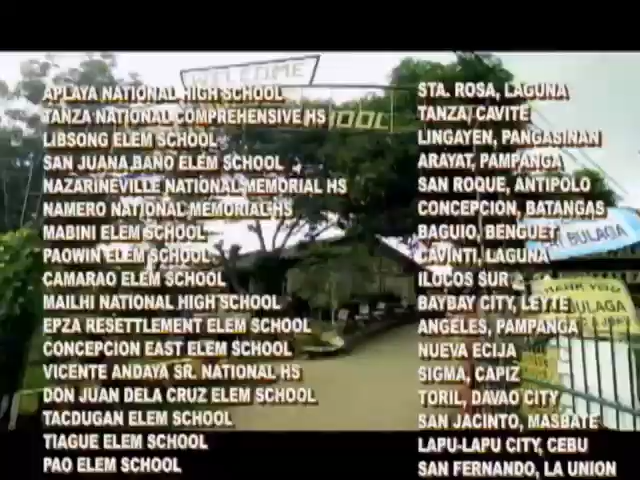 WELCOME
APLAYA NATIONAL HIGH SCHOOL STA. ROSA, LAGUNA
TANZA NATIONAL COMPREHENSIVE HS TANZA, CAVITE
LIBSONG ELEM SCHOOL LINGAYEN, PANGASINAN
SAN JUANA BANO ELEM SCHOOL ARAYAT, PAMPANGA
NAZARINEVILLE NATIONAL MEMORIAL HS SAN ROQUE, ANTIPOLO
NAMERO NATIONAL MEMORIAL HS CONCEPCION, BATANGAS
MABINI ELEM SCHOOL BAGUIO, BENGUET
PAOWIN ELEM SCHOOL CAVINTI, LAGUNA
CAMARAO ELEM SCHOOL ILOCOS SUR
MAILHI NATIONAL HIGH SCHOOL BAYBAY CITY, LEYTE
EPZA RESETTLEMENT ELEM SCHOOL ANGELES, PAMPANGA
CONCEPCION EAST ELEM SCHOOL NUEVA ECIJA
VICENTE ANDAYA SR. NATIONAL HS SIGMA, CAPIZ
DON JUAN DELA CRUZ ELEM SCHOOL TORIL, DAVAO CITY
TACDUGAN ELEM SCHOOL SAN JACINTO, MASBATE
TIAGUE ELEM SCHOOL LAPU-LAPU CITY, CEBU
PAO ELEM SCHOOL SAN FERNANDO, LA UNION
BULAGA
BULAGA